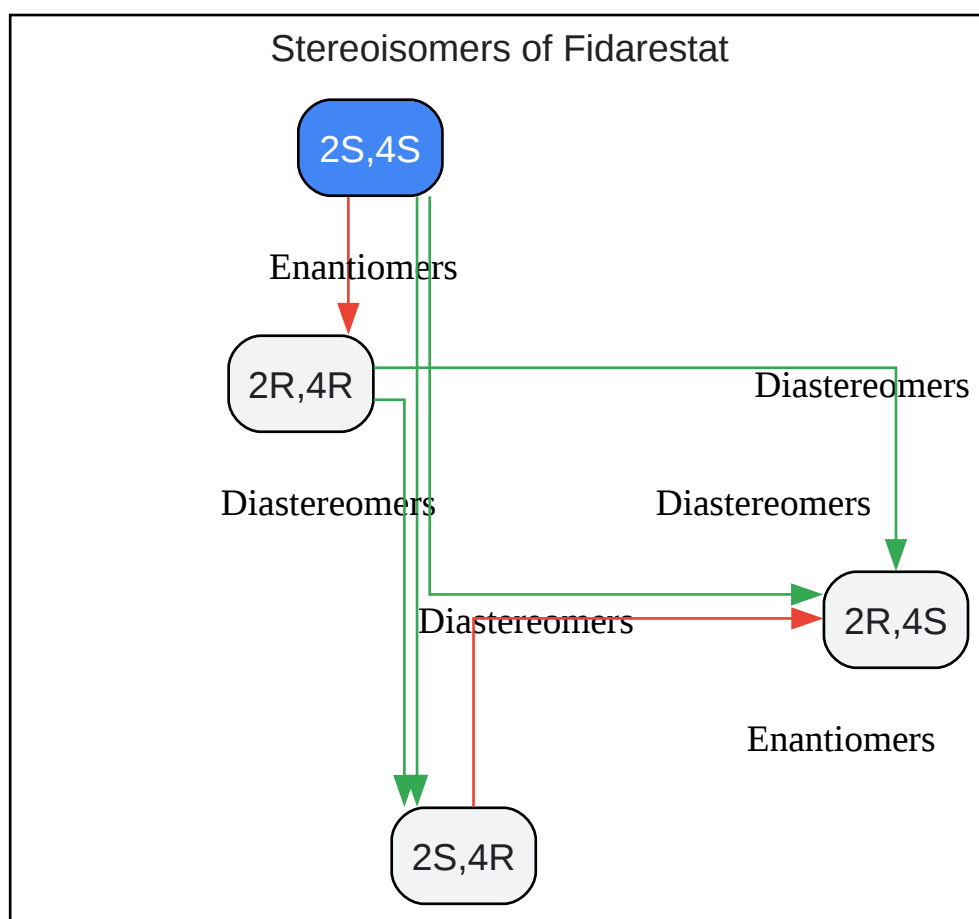 Stereoisomers of Fidarestat
2S,4S
Enantiomers
2R,4R
Diastereomers
Diastereomers
Diastereomers
2R,4S
Diastereomers
Enantiomers
2S,4R